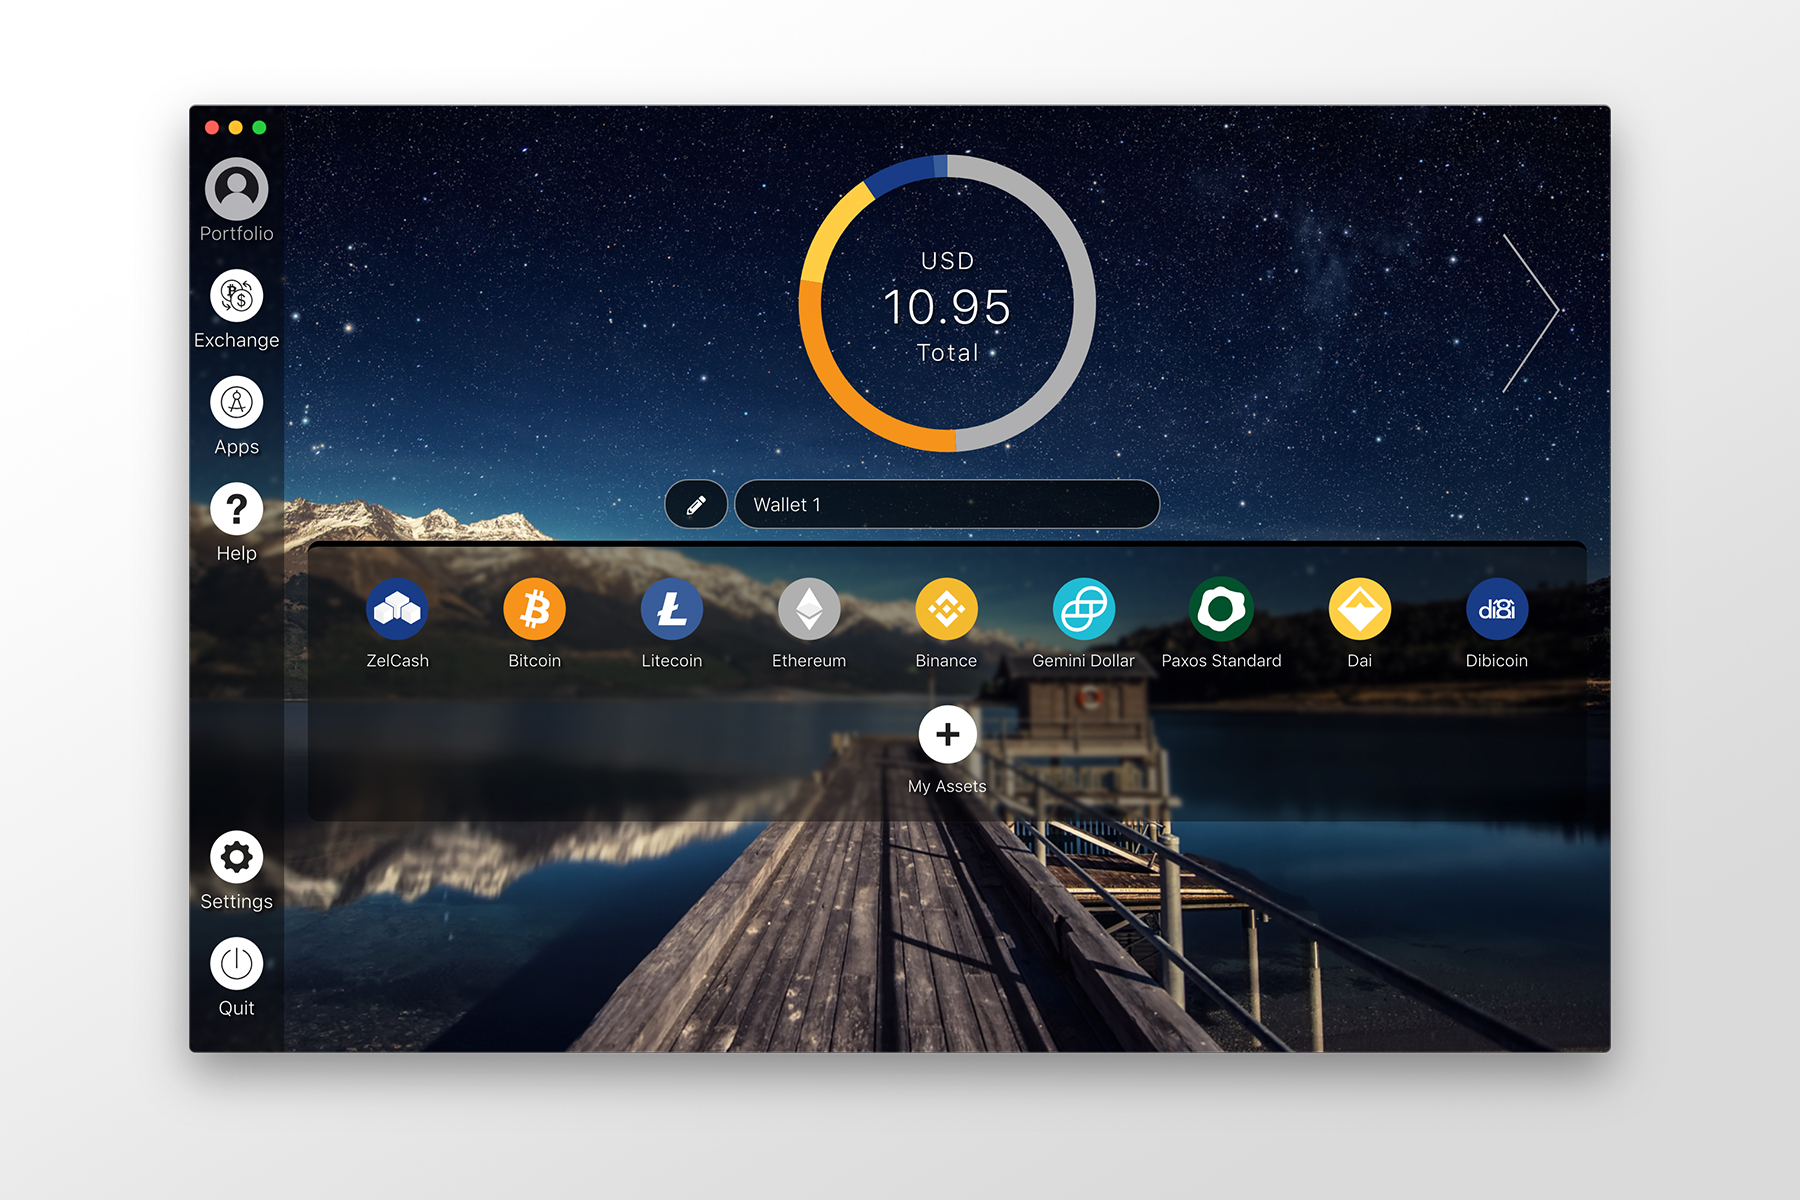 Portfolio
Exchange
Apps
Help
Settings
Quit
USD
10.95
Total
Wallet 1
ZelCash
Bitcoin
Litecoin
Ethereum
Binance
Gemini Dollar
Paxos Standard
Dai
di8i
Dibicoin
My Assets